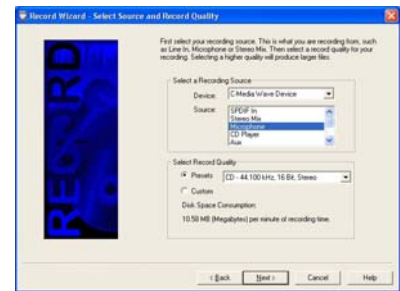 Record Wizard - Select Source and Record Quality
First select your recording source. This is what you are recording from, such
as Line In, Microphone or Stereo Mix. Then select a record quality for your
recording. Selecting a higher quality will produce larger files.
RECORD
Select a Recording Source
Device: C-Media Wave Device
Source: SPDIF In
Stereo Mix
Microphone
CD Player
Aux
Select Record Quality
Presets CD - 44.100 kHz, 16 Bit, Stereo
Custom
Disk Space Consumption:
10.58 MB (Megabytes) per minute of recording time.
< Back Next > Cancel Help